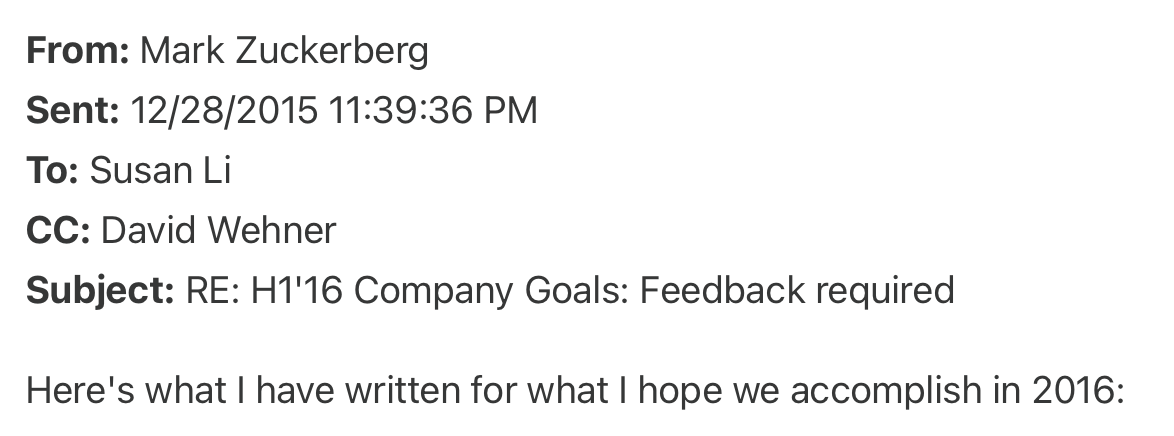 From: Mark Zuckerberg
Sent: 12/28/2015 11:39:36 PM
To: Susan Li
CC: David Wehner
Subject: RE: H1'16 Company Goals: Feedback required
Here's what I have written for what I hope we accomplish in 2016: